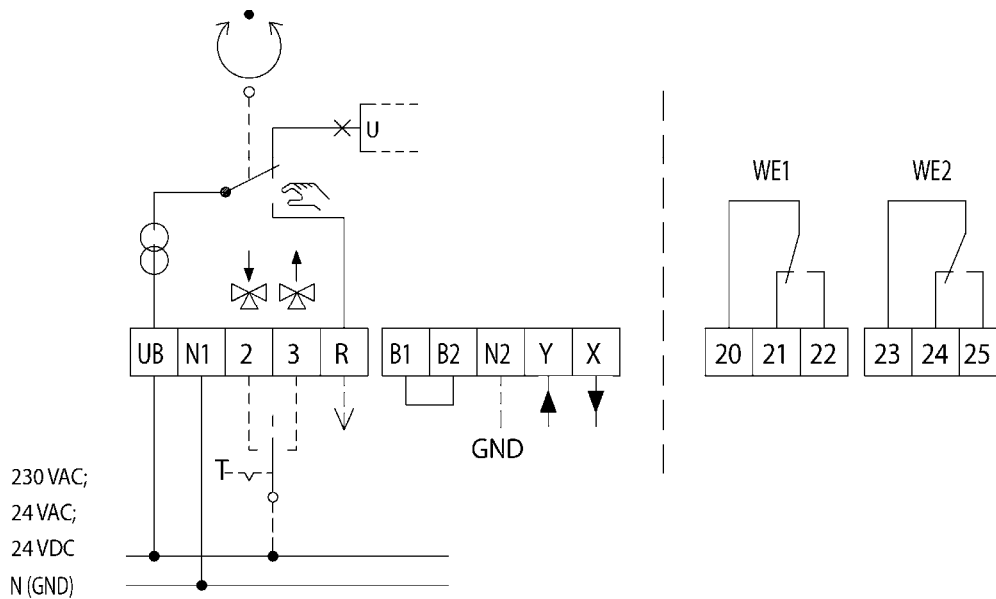 U
WE1
WE2
UB N1 2 3 R B1 B2 N2 Y X 20 21 22 23 24 25
GND
T
230 VAC;
24 VAC;
24 VDC
N (GND)